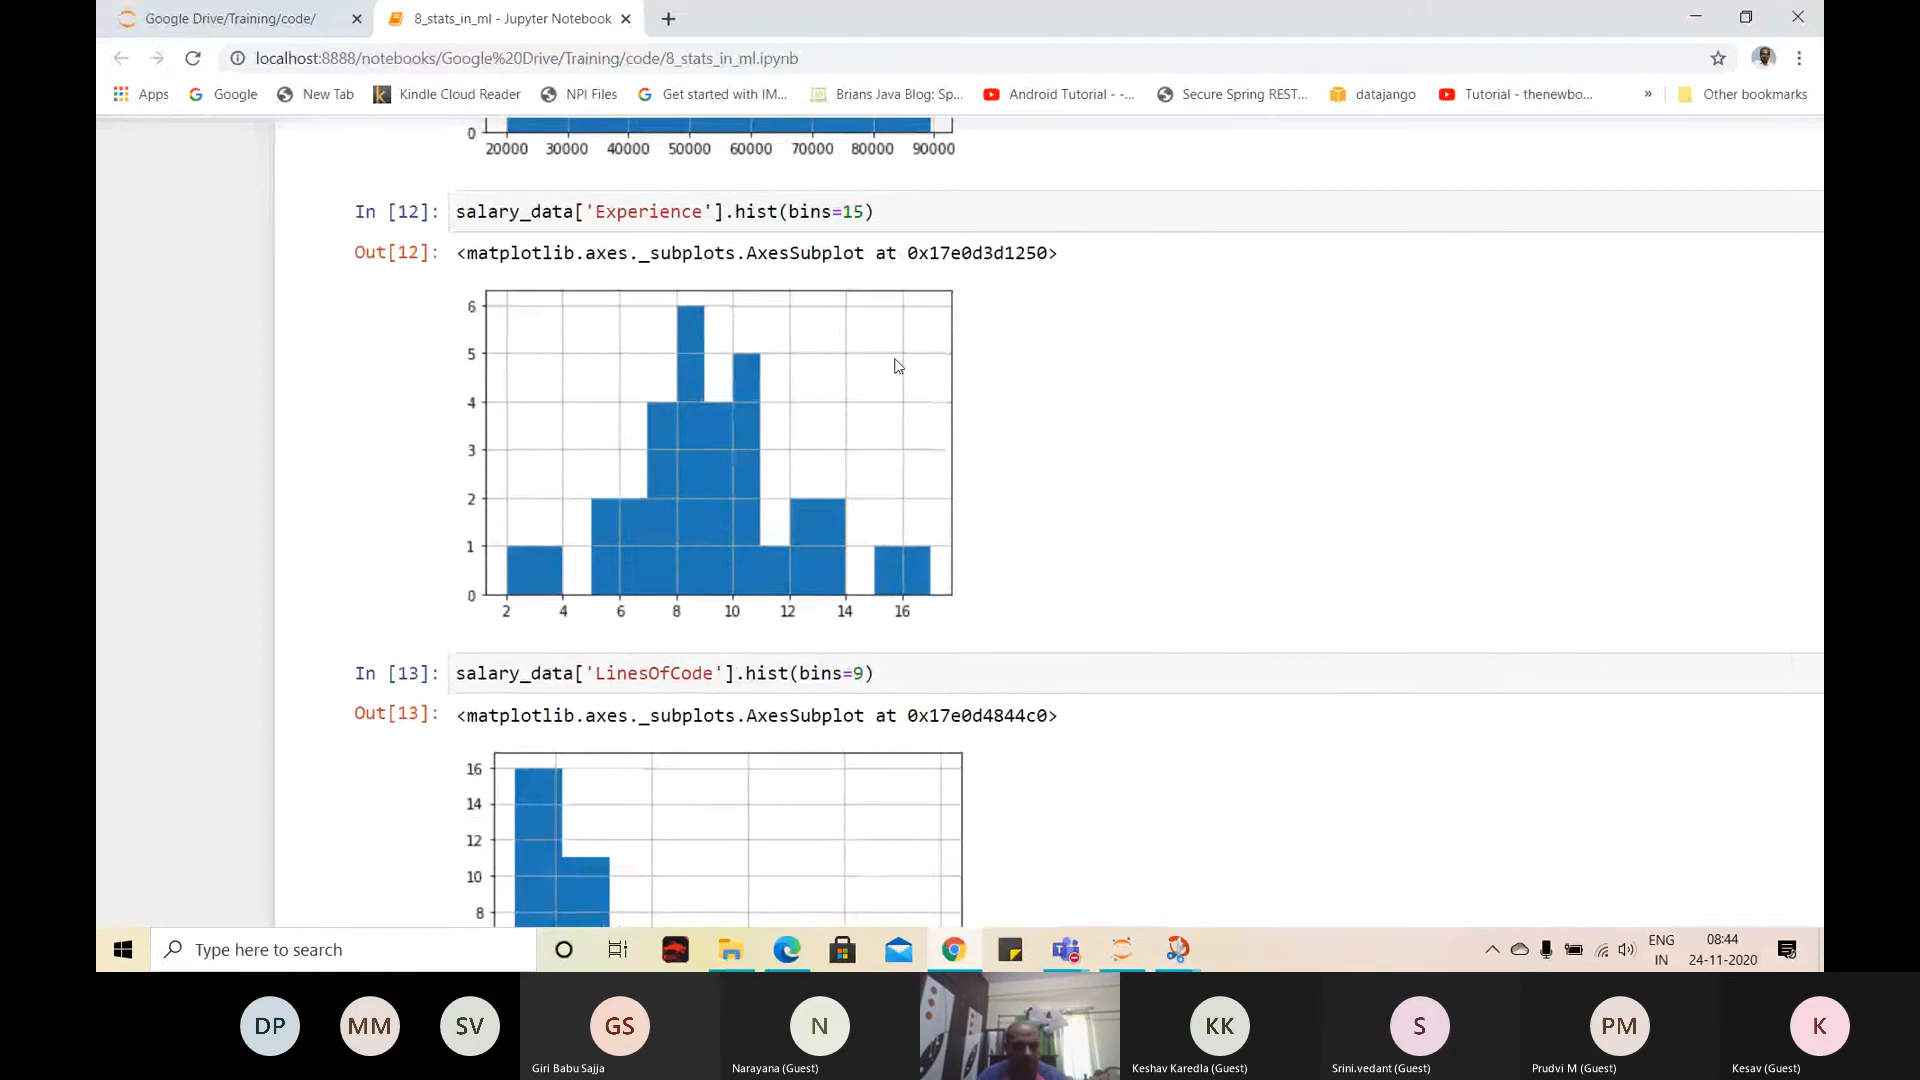 Google Drive/Training/code/
8_stats_in_ml - Jupyter Notebook
localhost:8888/notebooks/Google%20Drive/Training/code/8_stats_in_ml.ipynb
Apps
Google
New Tab
Kindle Cloud Reader
NPI Files
Get started with IM...
Brians Java Blog: Sp...
Android Tutorial - -...
Secure Spring REST...
datajango
Tutorial - thenewbo...
»
Other bookmarks
0
20000 30000 40000 50000 60000 70000 80000 90000
In [12]: salary_data['Experience'].hist(bins=15)
Out[12]: <matplotlib.axes._subplots.AxesSubplot at 0x17e0d3d1250>
6
5
4
3
2
1
0
2 4 6 8 10 12 14 16
In [13]: salary_data['LinesOfCode'].hist(bins=9)
Out[13]: <matplotlib.axes._subplots.AxesSubplot at 0x17e0d4844c0>
16
14
12
10
8
Type here to search
ENG
IN
08:44
24-11-2020
DP
MM
SV
GS
Giri Babu Sajja
N
Narayana (Guest)
KK
Keshav Karedla (Guest)
S
Srini.vedant (Guest)
PM
Prudvi M (Guest)
K
Kesav (Guest)